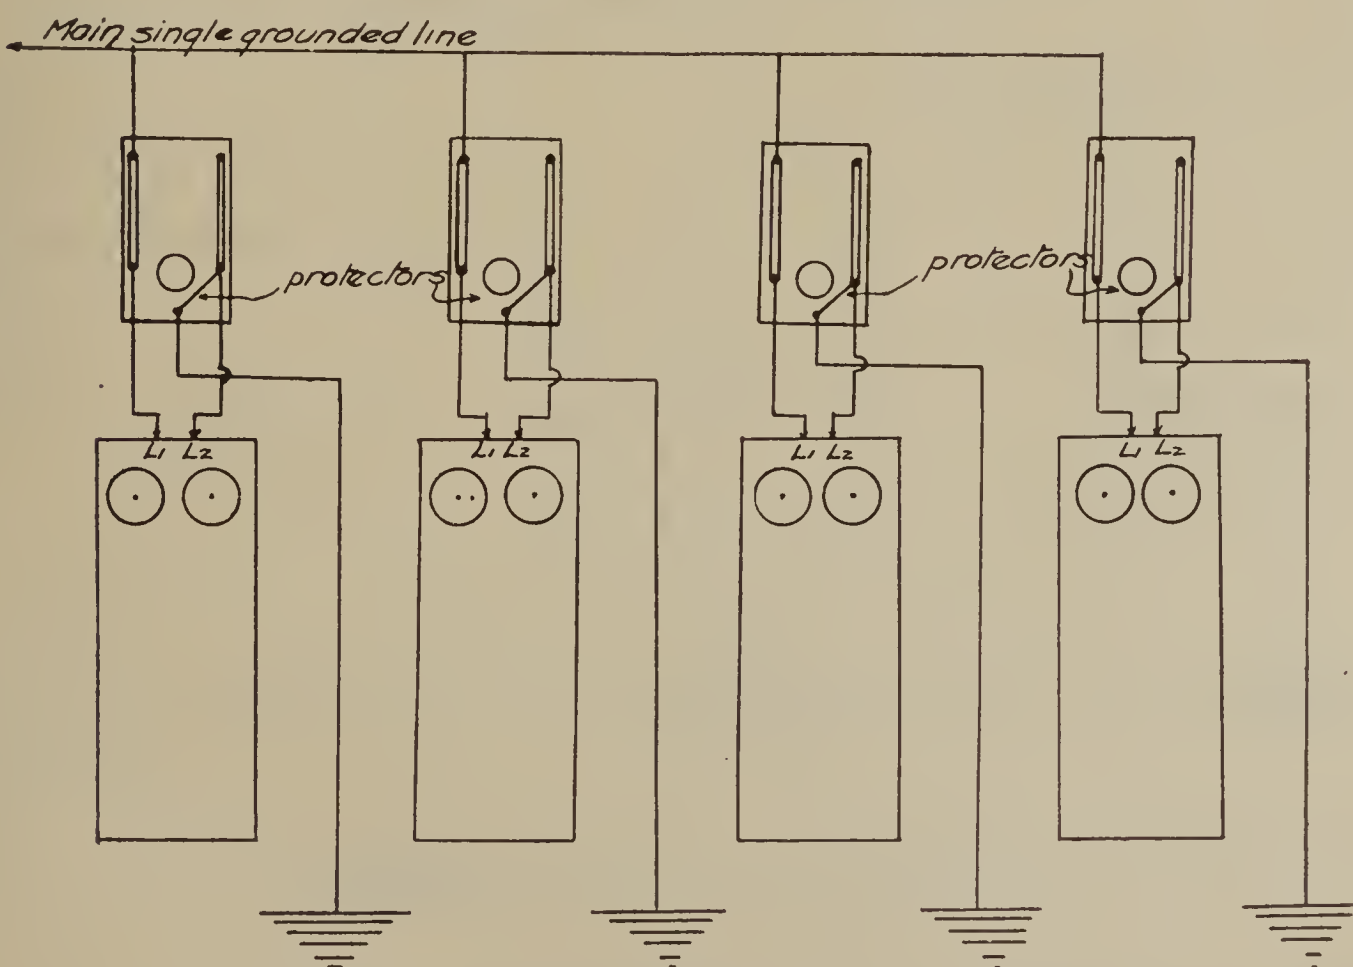 Main single grounded line
protectors
protectors
L1 L2
L1 L2
L1 L2
L1 L2